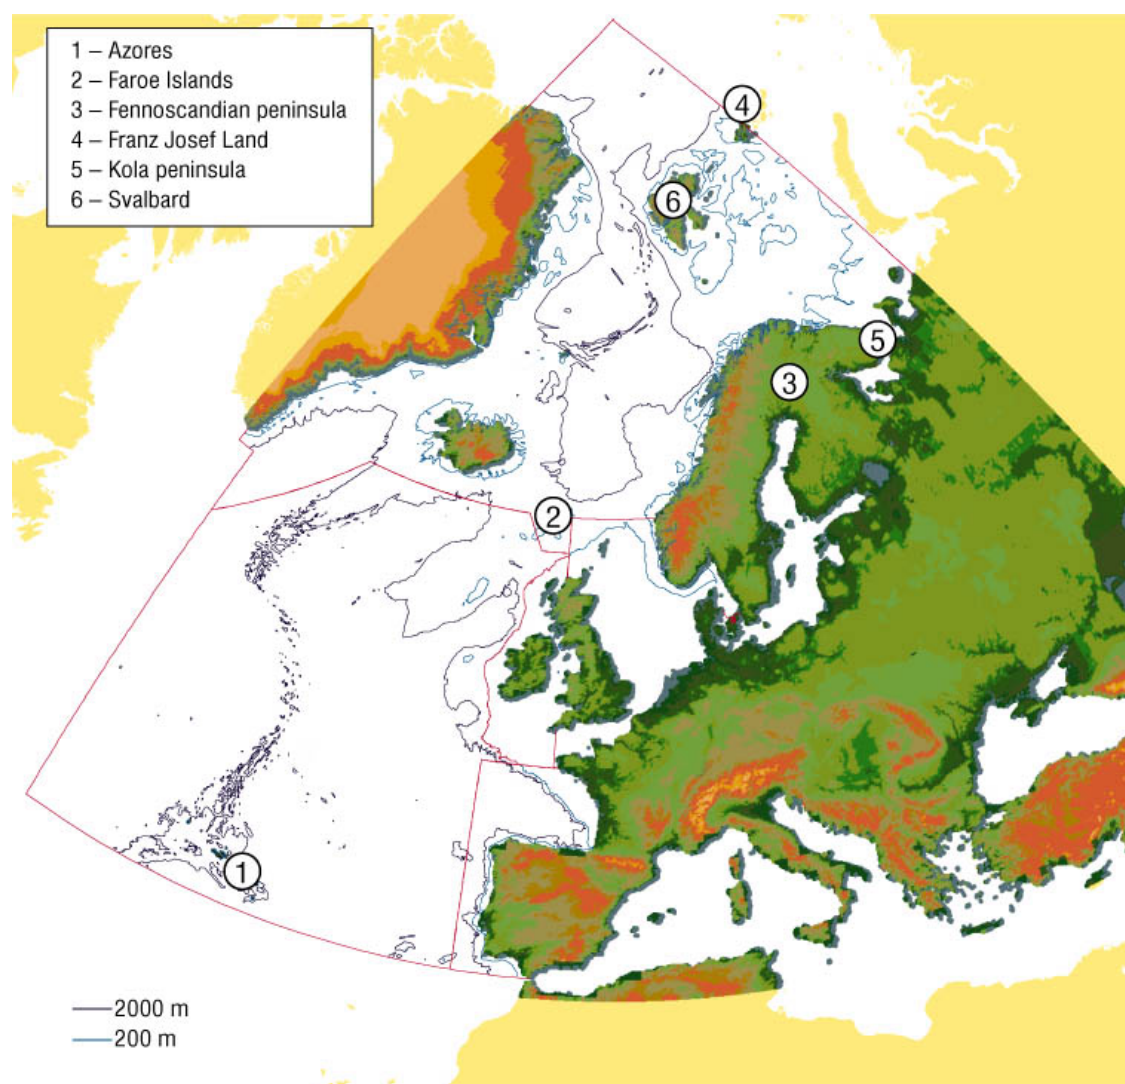 1 – Azores
2 – Faroe Islands
3 – Fennoscandian peninsula
4 – Franz Josef Land
5 – Kola peninsula
6 – Svalbard
4
6
5
3
2
1
2000 m
200 m